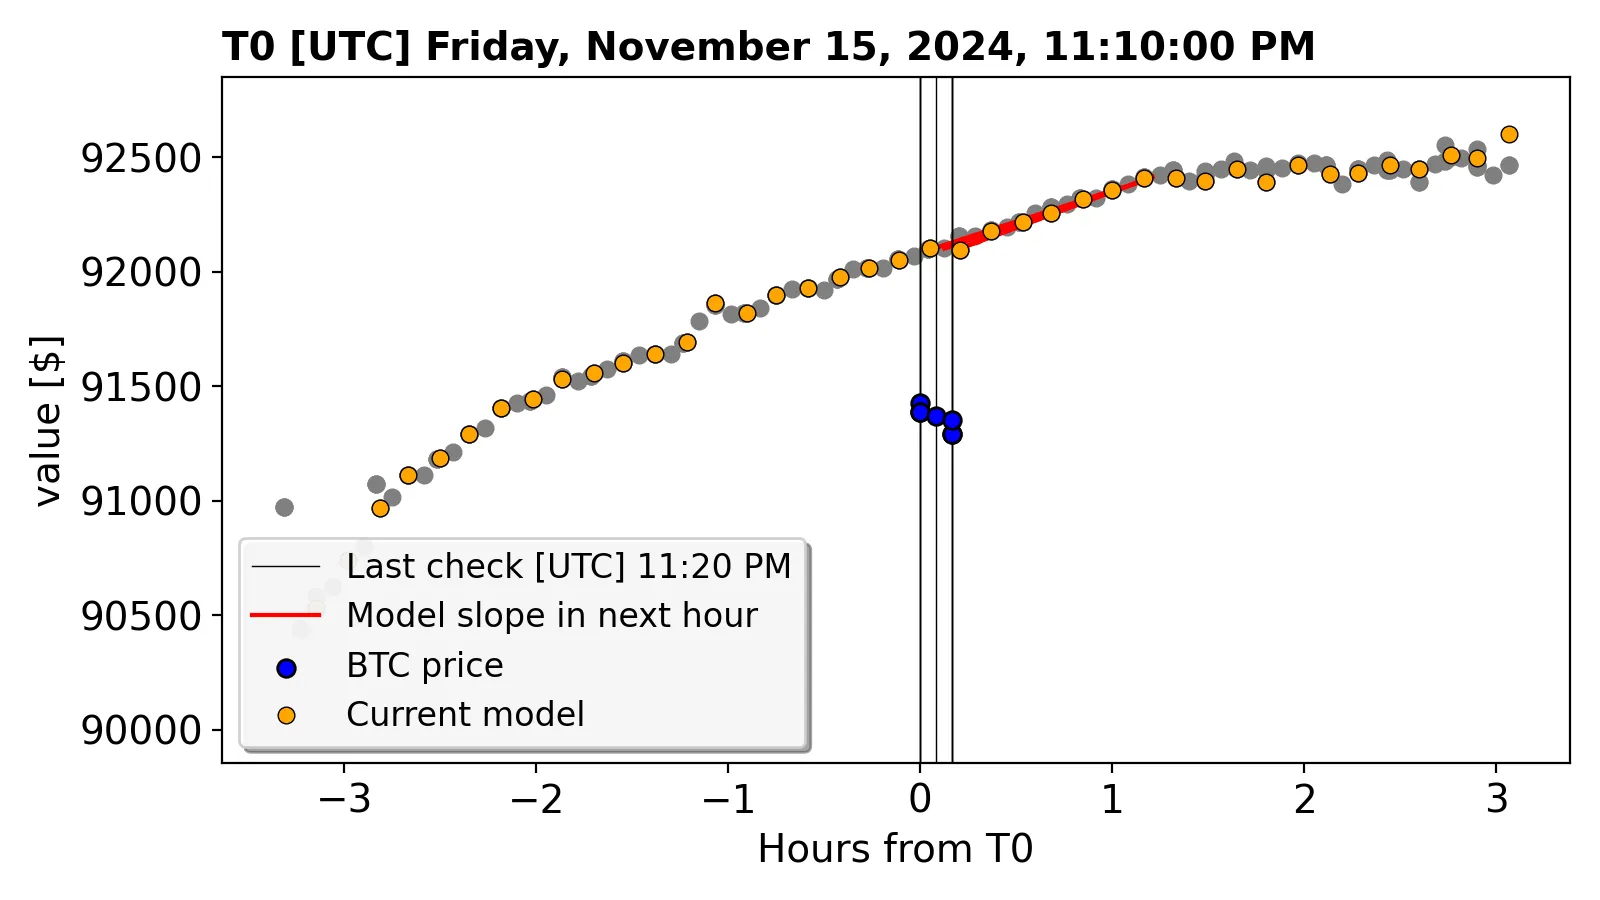 T0 [UTC] Friday, November 15, 2024, 11:10:00 PM
value [$]
92500
92000
91500
91000
90500
90000
Last check [UTC] 11:20 PM
Model slope in next hour
BTC price
Current model
−3 −2 −1 0 1 2 3
Hours from T0